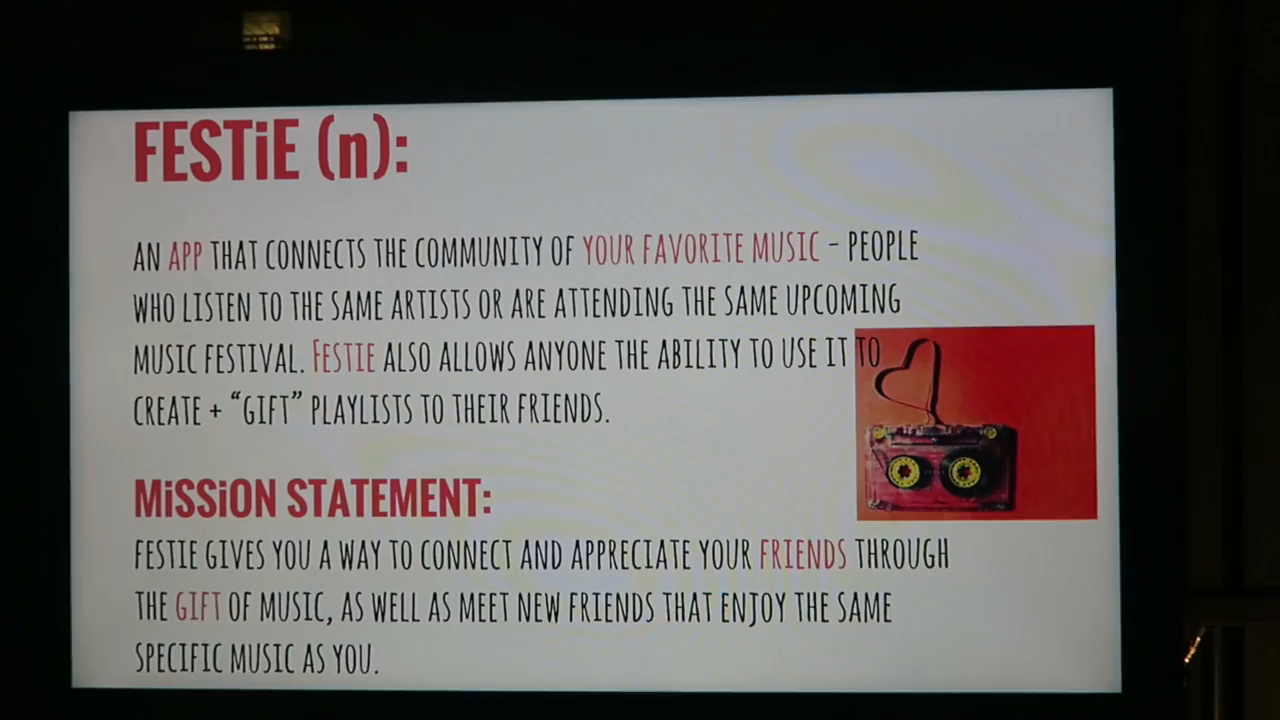 FESTiE (n):
AN APP THAT CONNECTS THE COMMUNITY OF YOUR FAVORITE MUSIC - PEOPLE
WHO LISTEN TO THE SAME ARTISTS OR ARE ATTENDING THE SAME UPCOMING
MUSIC FESTIVAL. FESTIE ALSO ALLOWS ANYONE THE ABILITY TO USE IT TO
CREATE + “GIFT” PLAYLISTS TO THEIR FRIENDS.
MiSSiON STATEMENT:
FESTIE GIVES YOU A WAY TO CONNECT AND APPRECIATE YOUR FRIENDS THROUGH
THE GIFT OF MUSIC, AS WELL AS MEET NEW FRIENDS THAT ENJOY THE SAME
SPECIFIC MUSIC AS YOU.